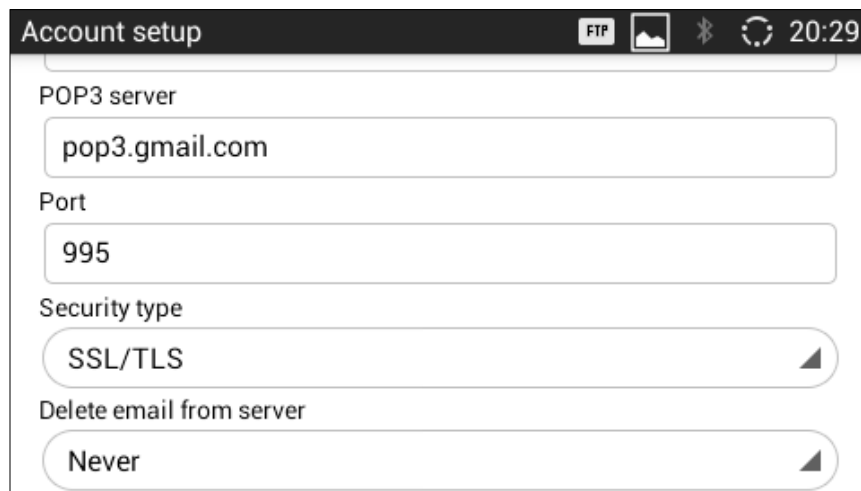 Account setup
FTP
20:29
POP3 server
pop3.gmail.com
Port
995
Security type
SSL/TLS
Delete email from server
Never